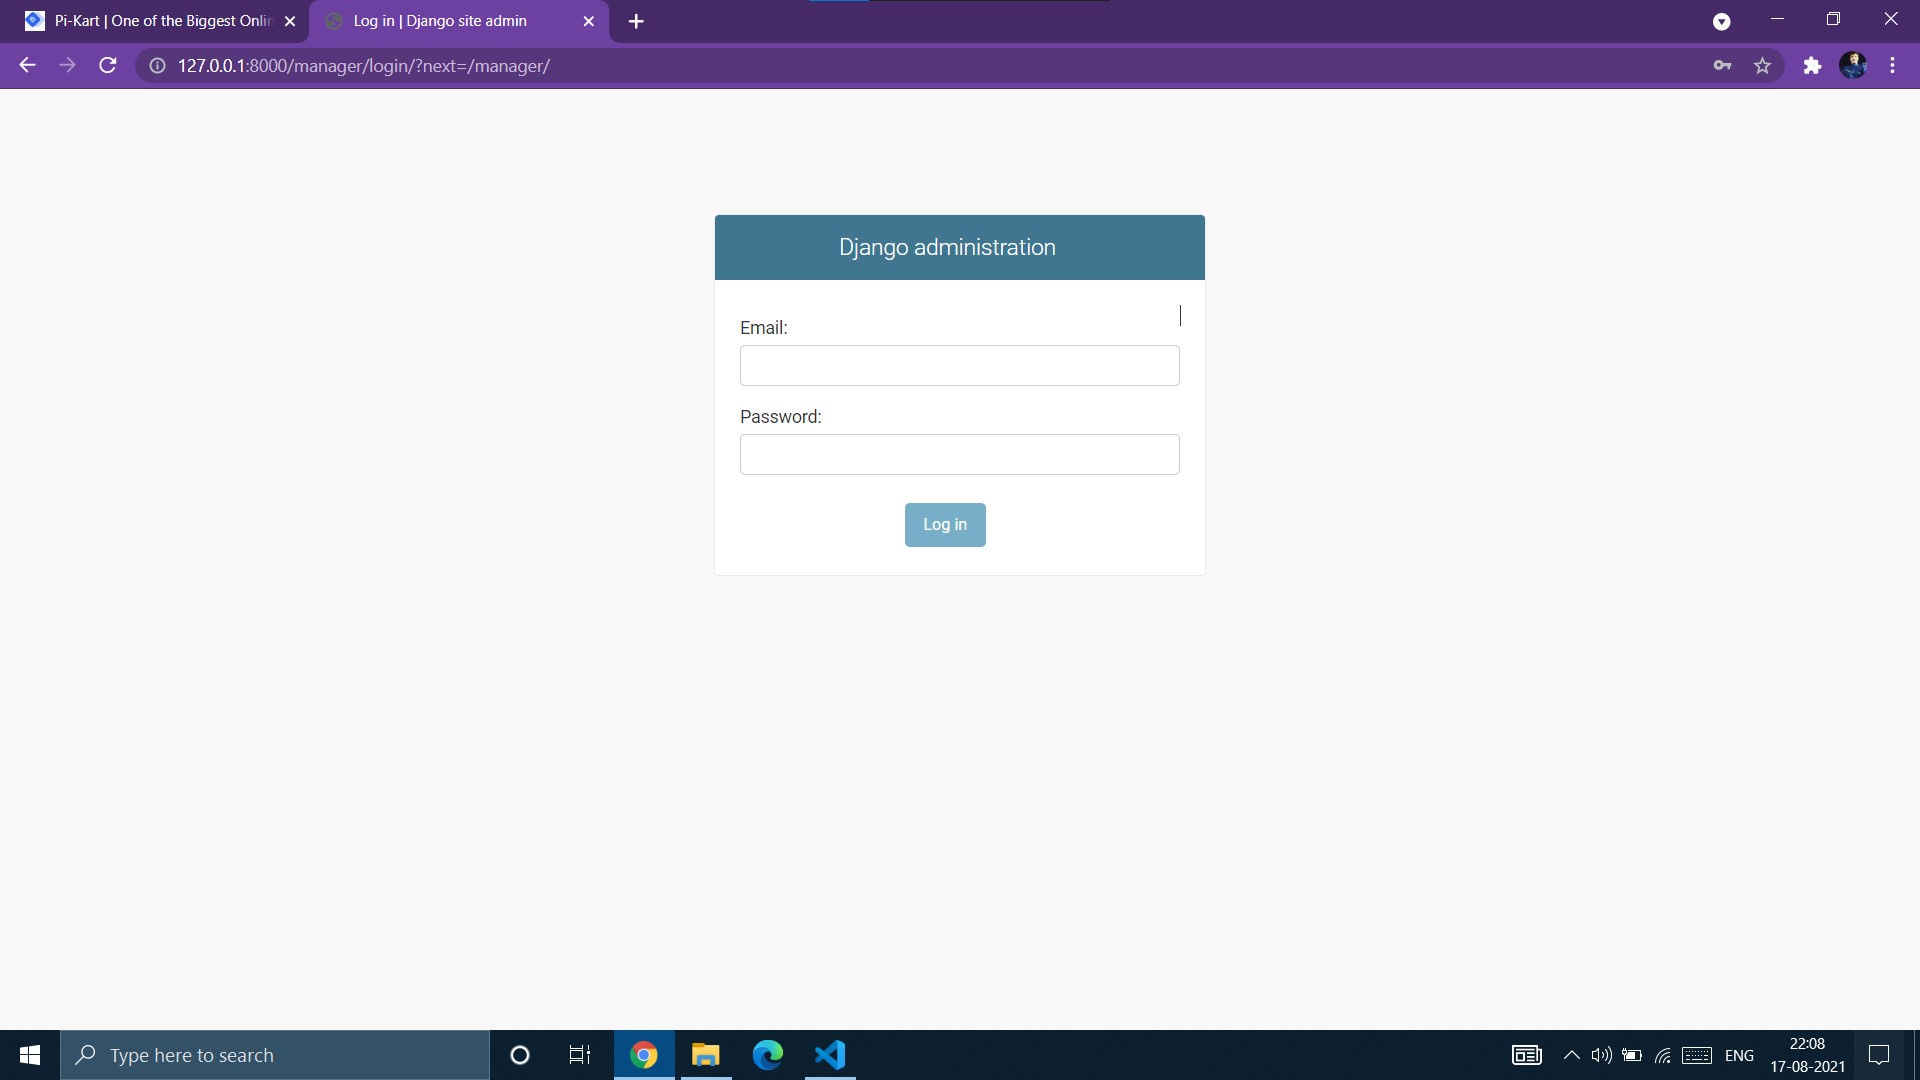 Pi-Kart | One of the Biggest Onlin
Log in | Django site admin
127.0.0.1:8000/manager/login/?next=/manager/
Django administration
Email:
Password:
Log in
Type here to search
ENG
22:08
17-08-2021